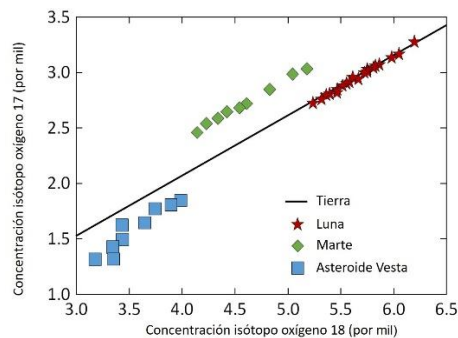 Concentración isótopo oxígeno 17 (por mil)
3.5
3.0
2.5
2.0
1.5
1.0
Tierra
Luna
Marte
Asteroide Vesta
3.0 3.5 4.0 4.5 5.0 5.5 6.0 6.5
Concentración isótopo oxígeno 18 (por mil)